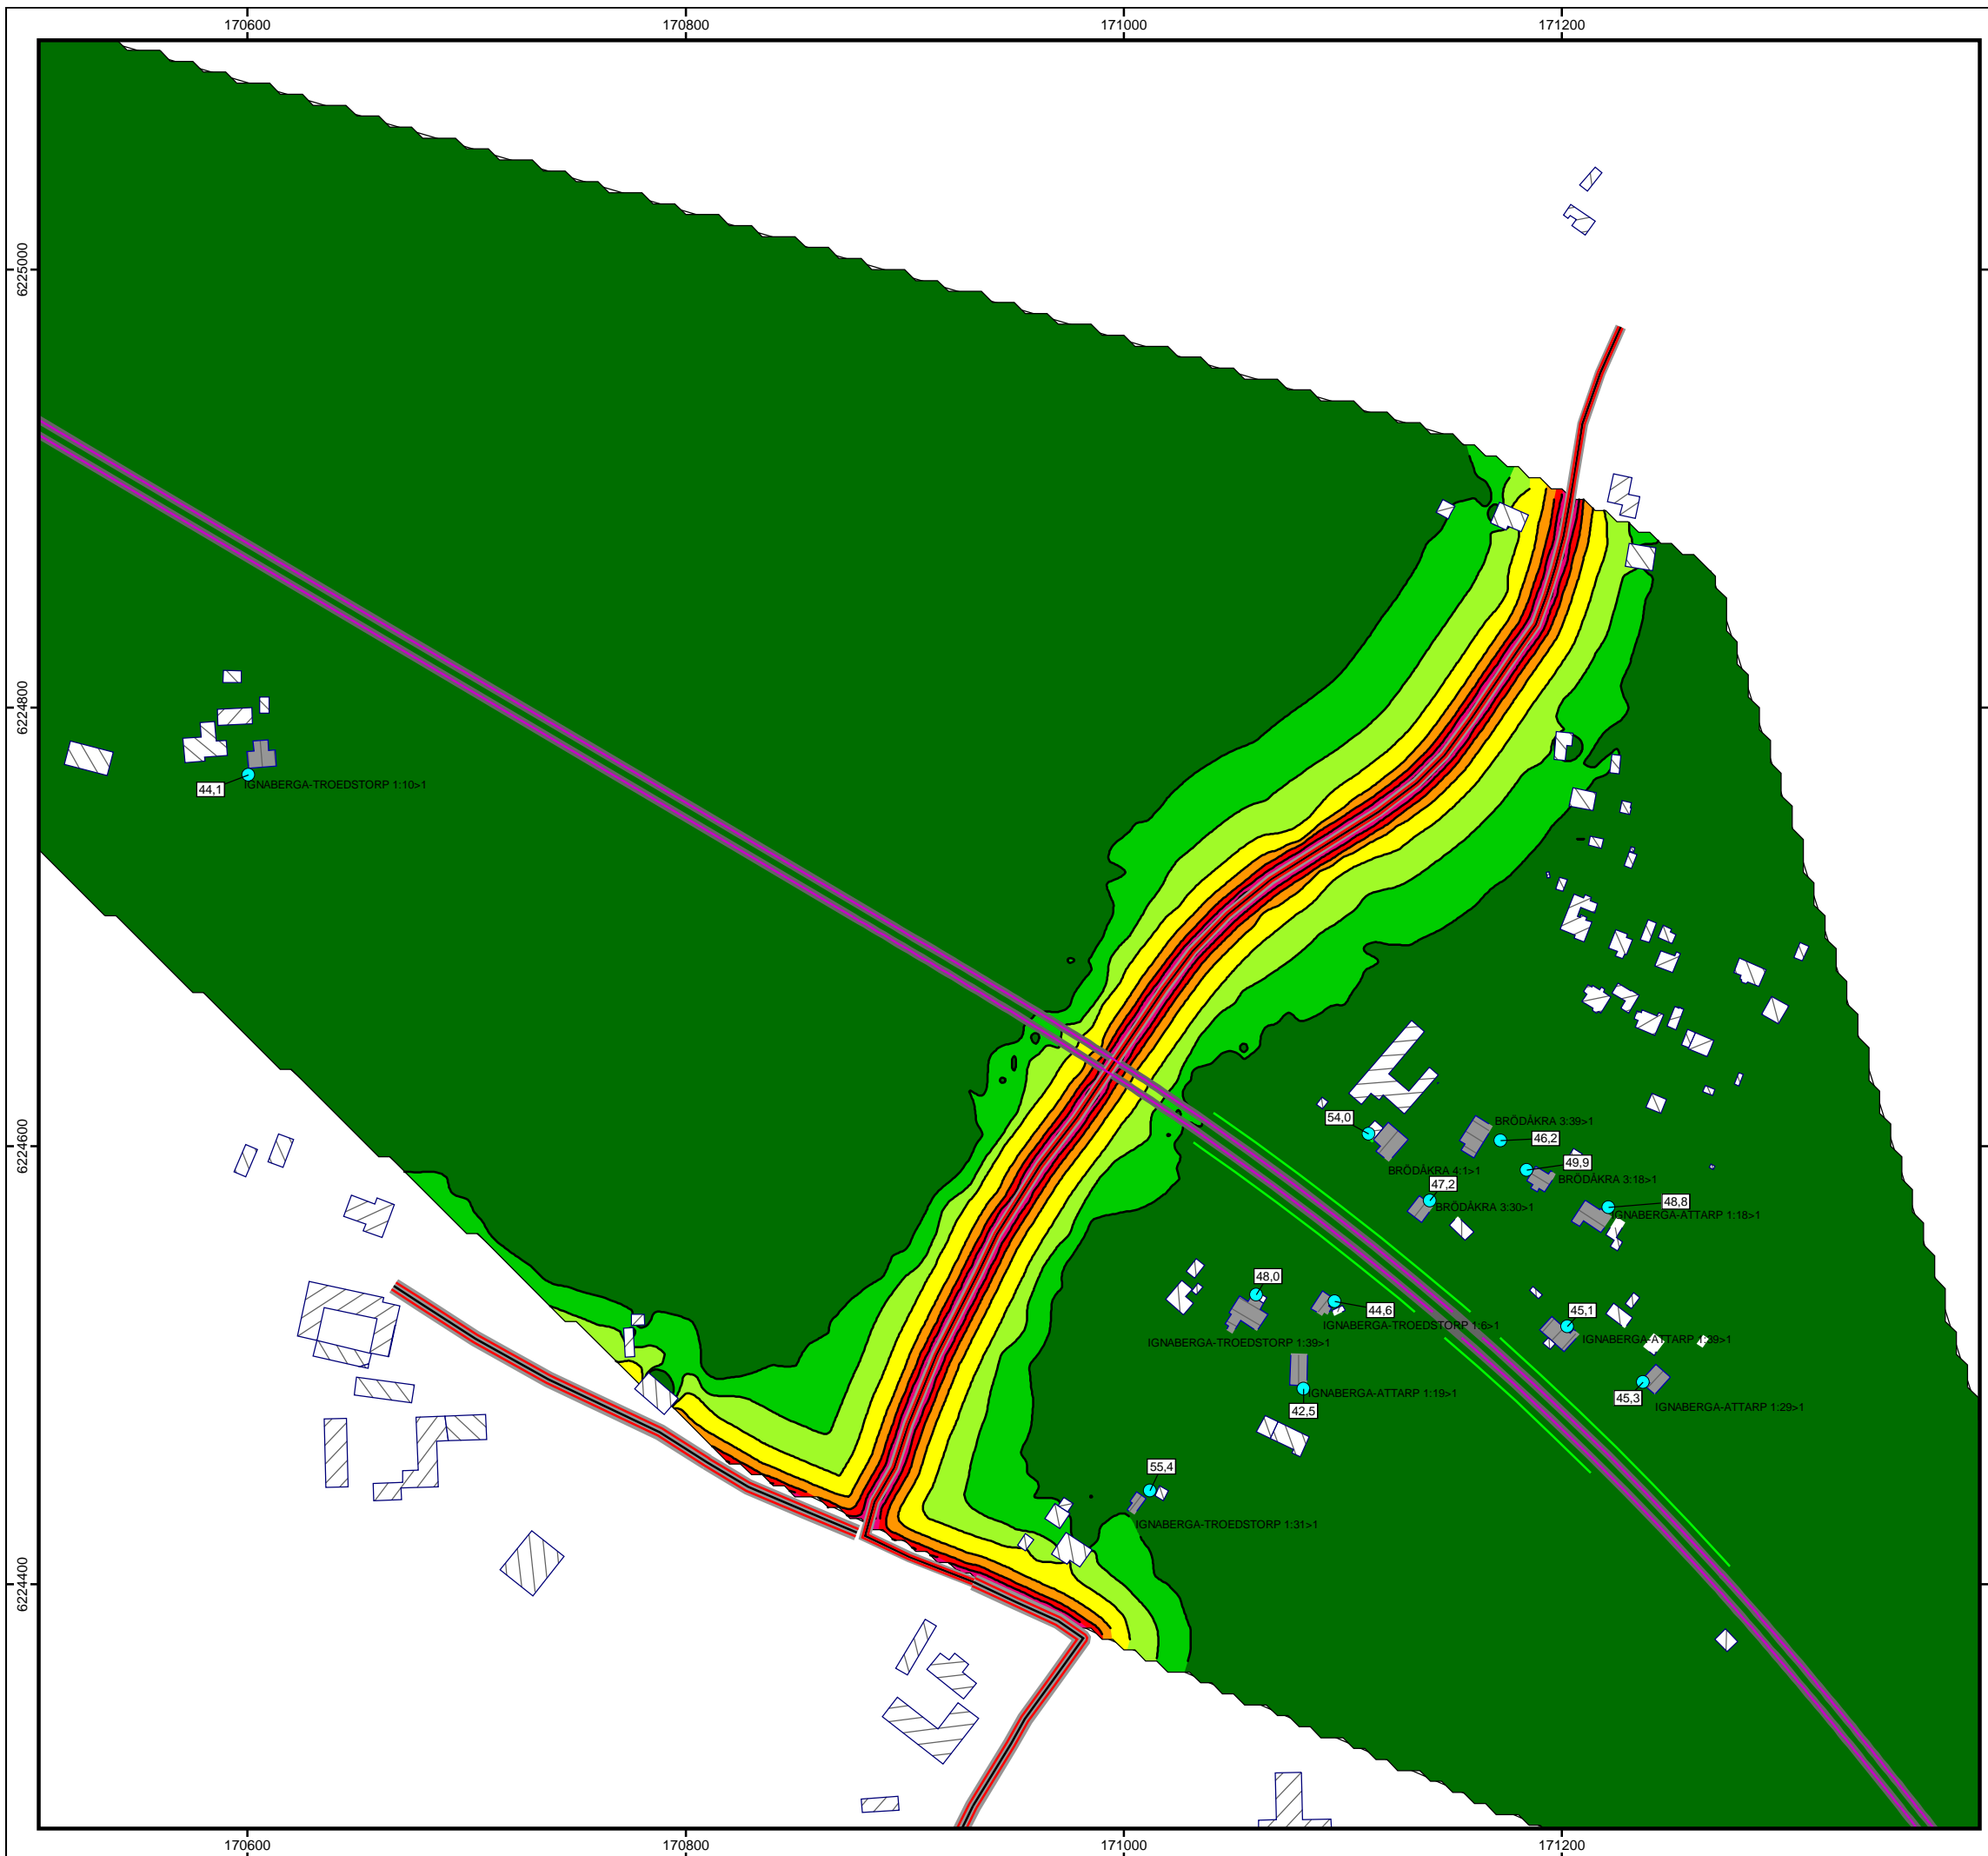 170600 170800 171000 171200
6225000
6224800
6224600
6224400
44,1
IGNABERGA-TROEDSTORP 1:10>1
54,0
BRÖDÅKRA 4:1>1
BRÖDÅKRA 3:39>1
46,2
49,9
BRÖDÅKRA 3:18>1
47,2
BRÖDÅKRA 3:30>1
48,8
IGNABERGA-ATTARP 1:18>1
48,0
IGNABERGA-TROEDSTORP 1:39>1
44,6
IGNABERGA-TROEDSTORP 1:6>1
45,1
IGNABERGA-ATTARP 1:39>1
IGNABERGA-ATTARP 1:19>1
42,5
45,3
IGNABERGA-ATTARP 1:29>1
55,4
IGNABERGA-TROEDSTORP 1:31>1
170600 170800 171000 171200